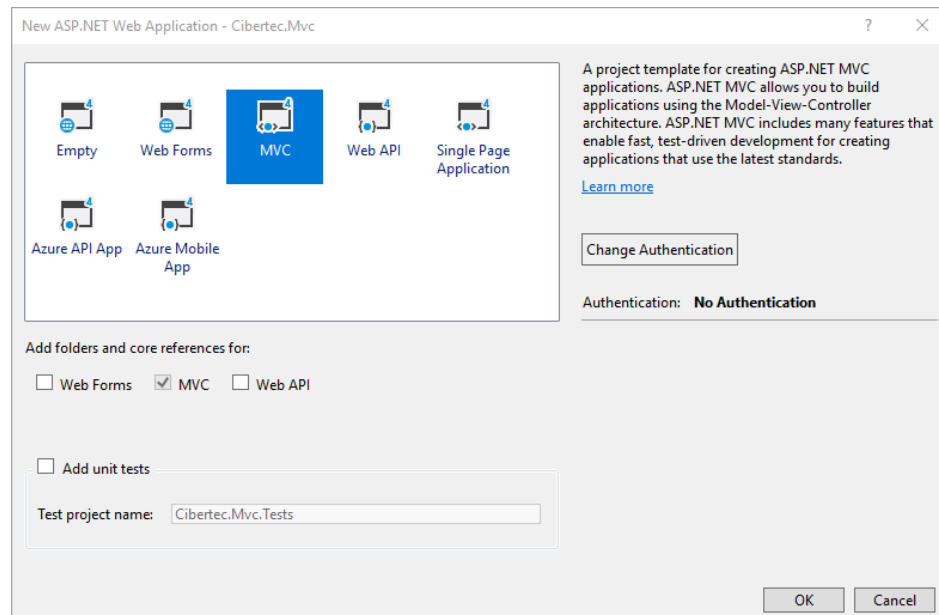 New ASP.NET Web Application - Cibertec.Mvc
?
Empty
Web Forms
MVC
Web API
Single Page
Application
Azure API App
Azure Mobile
App
A project template for creating ASP.NET MVC
applications. ASP.NET MVC allows you to build
applications using the Model-View-Controller
architecture. ASP.NET MVC includes many features that
enable fast, test-driven development for creating
applications that use the latest standards.
Learn more
Change Authentication
Authentication: No Authentication
Add folders and core references for:
Web Forms MVC Web API
Add unit tests
Test project name: Cibertec.Mvc.Tests
OK Cancel